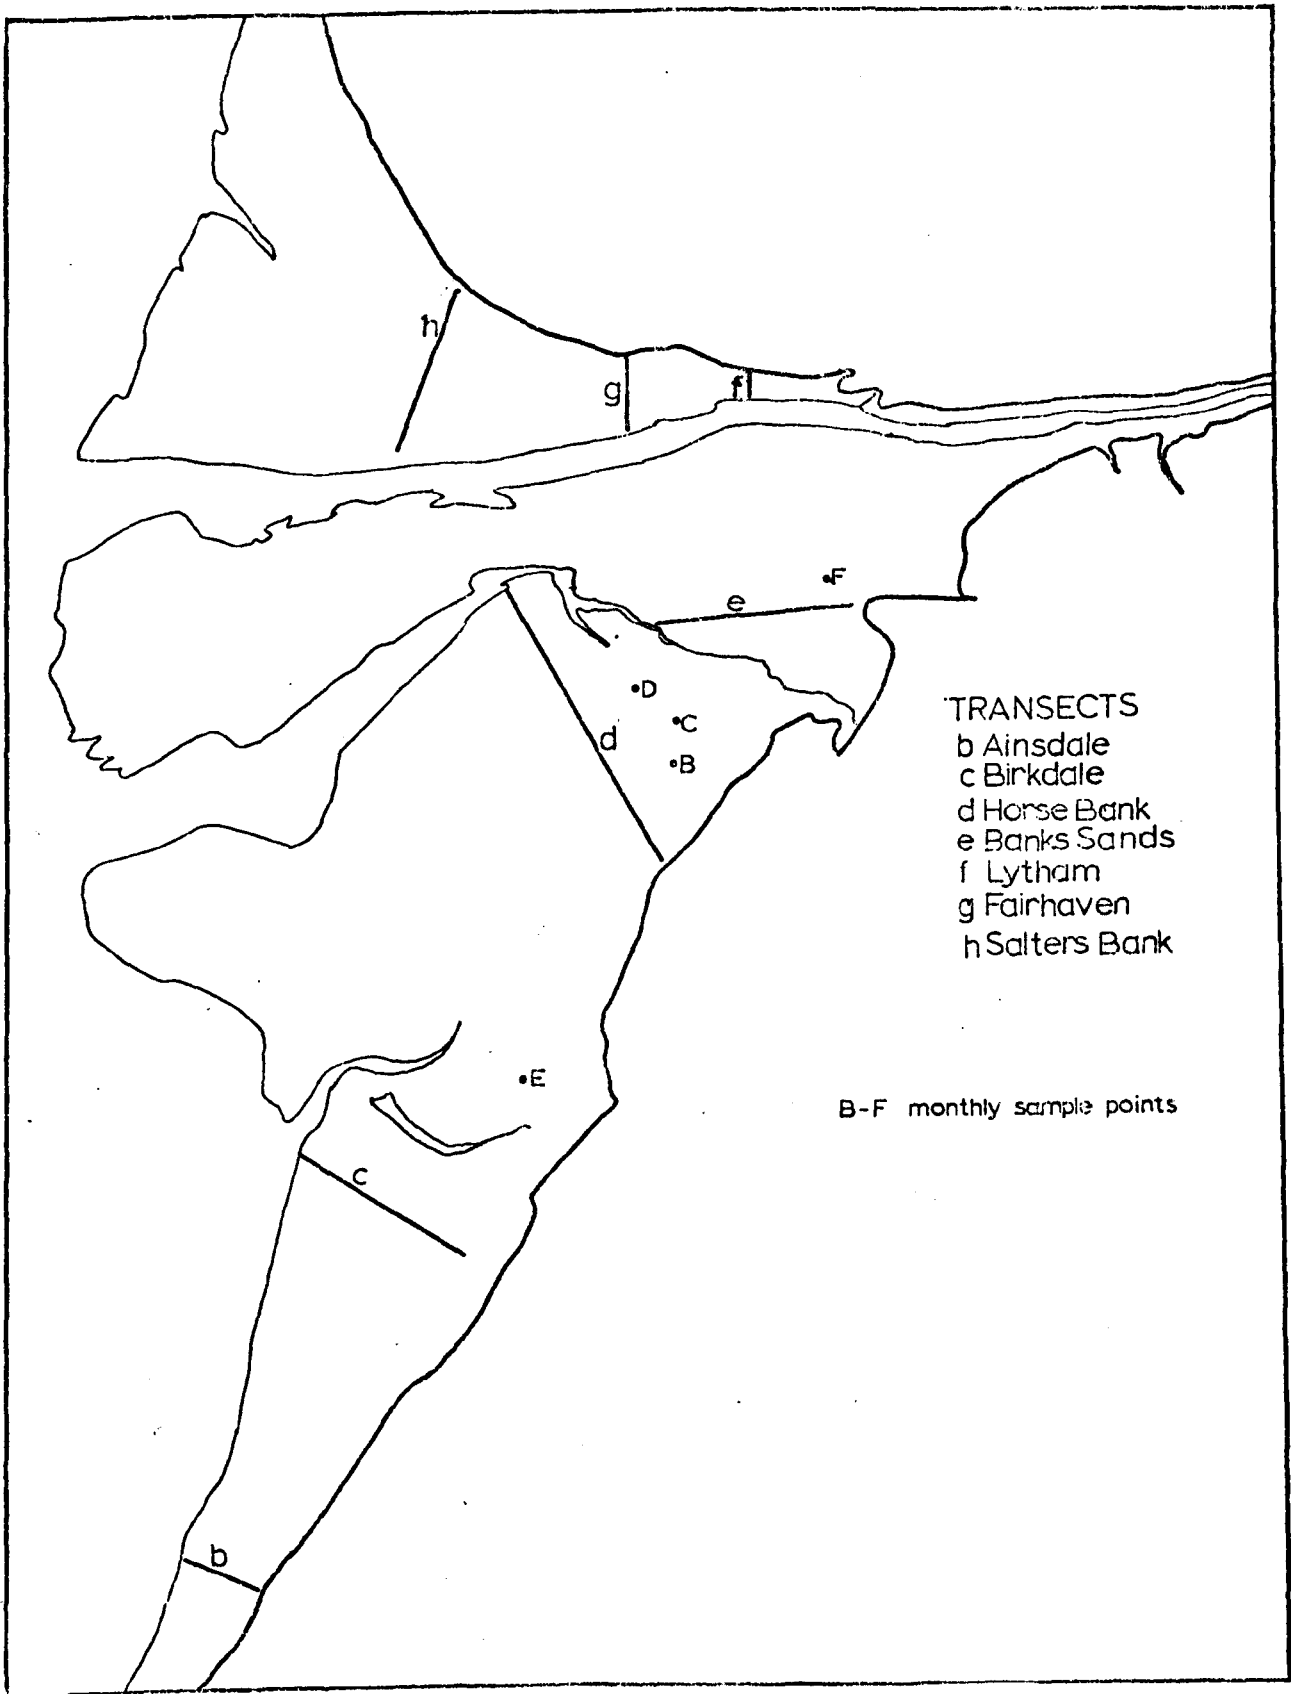 h
g
f
F
e
D
C
d
B
TRANSECTS
b Ainsdale
c Birkdale
d Horse Bank
e Banks Sands
f Lytham
g Fairhaven
h Salters Bank
E
B-F monthly sample points
c
b